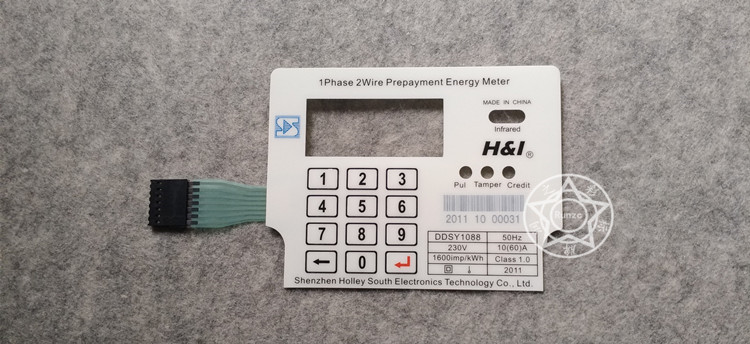 1Phase 2Wire Prepayment Energy Meter
MADE IN CHINA
Infrared
H&I ®
Pul Tamper Credit
1 2 3
4 5 6
7 8 9
← 0 ↵
2011 10 00031
DDSY1088 50Hz
230V 10(60)A
1600imp/kWh Class 1.0
2011
Shenzhen Holley South Electronics Technology Co., Ltd.
Runzc